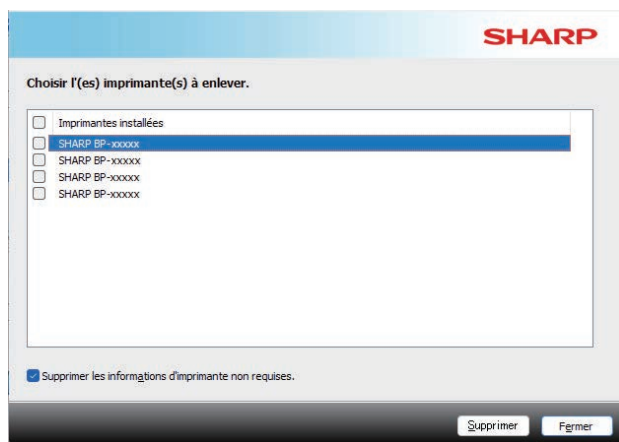 SHARP
Choisir l'(es) imprimante(s) à enlever.
Imprimantes installées
SHARP BP-xxxxx
SHARP BP-xxxxx
SHARP BP-xxxxx
SHARP BP-xxxxx
Supprimer les informations d'imprimante non requises.
Supprimer Fermer